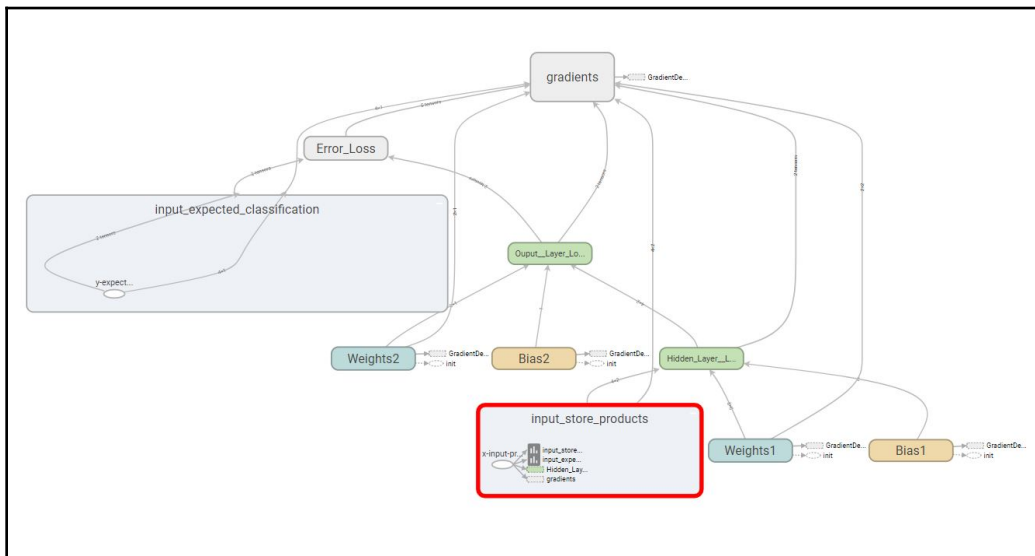 gradients
GradientDe...
Error_Loss
input_expected_classification
y-expect...
Ouput__Layer_Lo...
Weights2
GradientDe...
init
Bias2
GradientDe...
init
Hidden_Layer__L...
input_store_products
x-input-pr...
input_store...
input_expe...
Hidden_Lay...
gradients
Weights1
GradientDe...
init
Bias1
GradientDe...
init